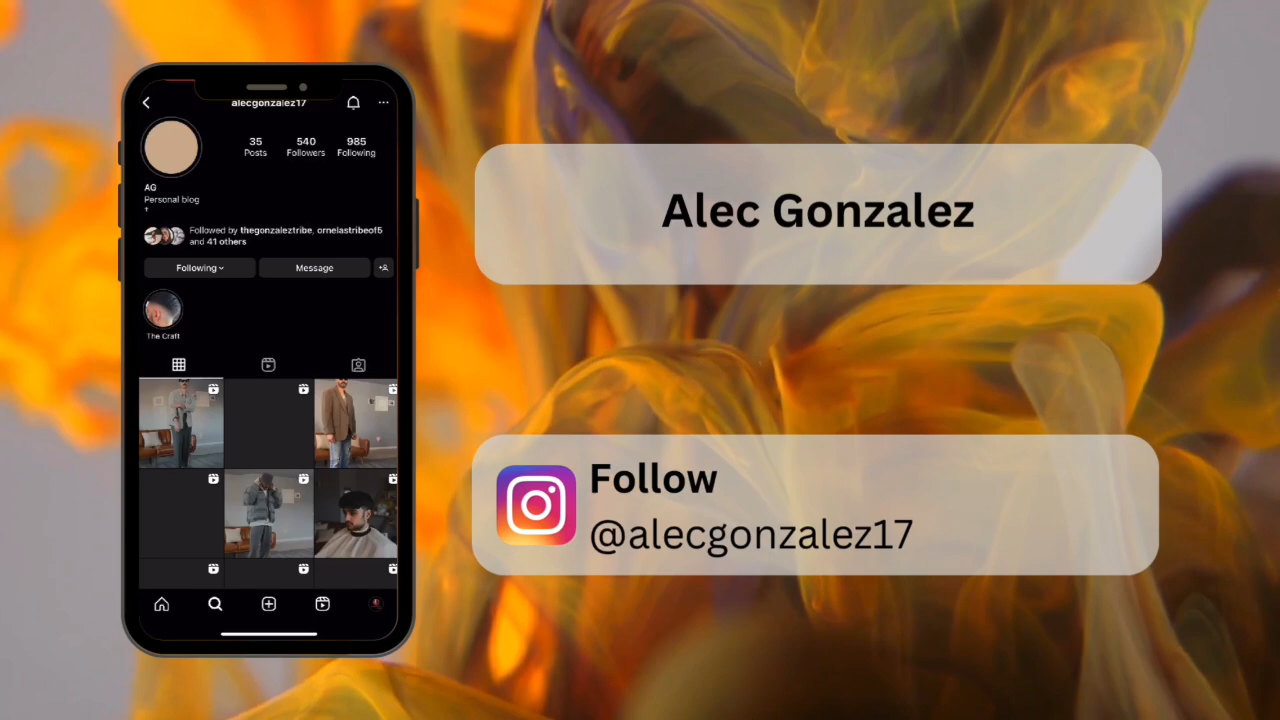 alecgonzalez17
35 540 985
Posts Followers Following
AG
Personal blog
Followed by thegonzaleztribe, ornelastribeof5
and 41 others
Following Message
The Craft
Alec Gonzalez
Follow
@alecgonzalez17